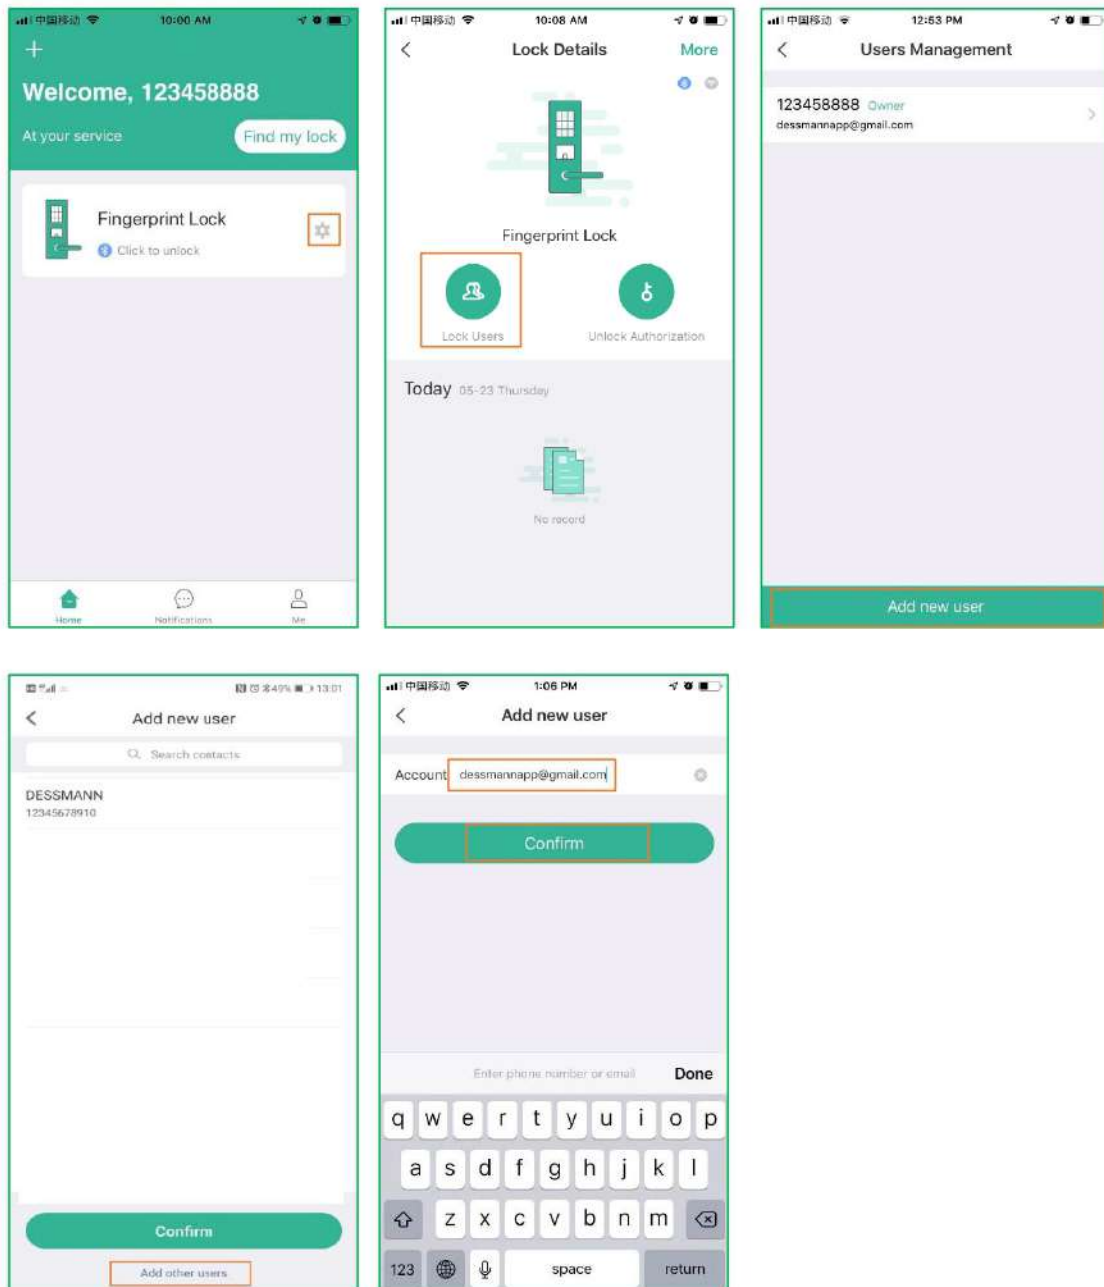 中国移动 10:06 AM
+
Welcome, 123458888
At your service
Find my lock
Fingerprint Lock
Click to unlock
Home
Notifications
Me
中国移动 10:08 AM
Lock Details
More
Fingerprint Lock
Lock Users
Unlock Authorization
Today 05-23 Thursday
No record
中国移动 12:53 PM
Users Management
123458888 Owner
dessmannapp@gmail.com
Add new user
49% 13:01
Add new user
Search contacts
DESSMANN
12345678910
Confirm
Add other users
中国移动 1:06 PM
Add new user
Account dessmannapp@gmail.com
Confirm
Enter phone number or email Done
q w e r t y u i o p
a s d f g h j k l
z x c v b n m
123 space return